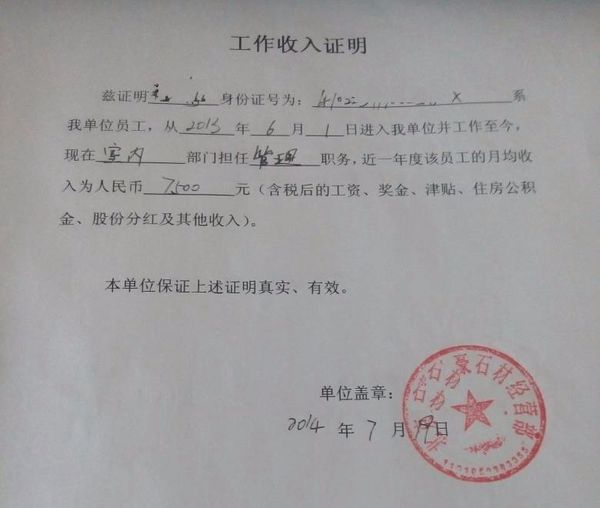 工作收入证明
兹证明 身份证号为： X 系
我单位员工，从 2013 年 6 月 1 日进入我单位并工作至今，
现在 室内 部门担任 管理 职务，近一年度该员工的月均收
入为人民币 7500 元（含税后的工资、奖金、津贴、住房公积
金、股份分红及其他收入）。
本单位保证上述证明真实、有效。
单位盖章：
2014 年 7 月 19 日
石材经营部